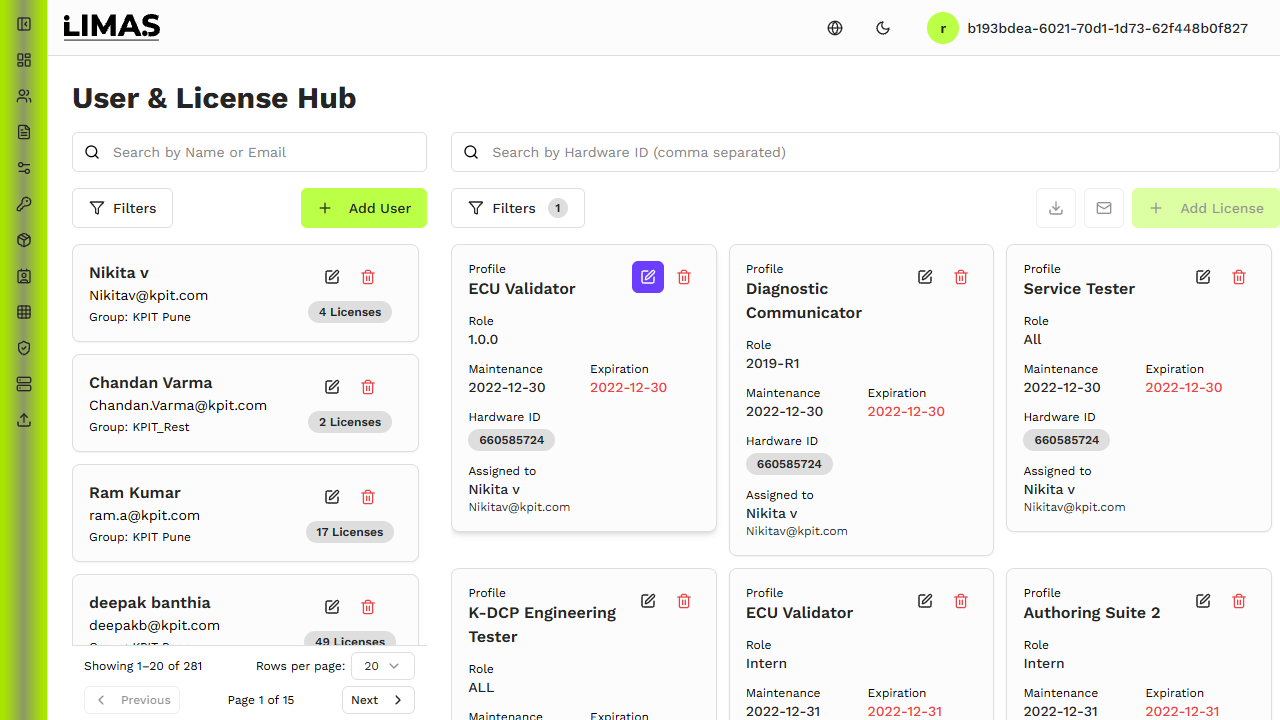 LIMAS
r
b193bdea-6021-70d1-1d73-62f448b0f827
User & License Hub
Search by Name or Email
Filters
Add User
Nikita v
Nikitav@kpit.com
Group: KPIT Pune
4 Licenses
Chandan Varma
Chandan.Varma@kpit.com
Group: KPIT_Rest
2 Licenses
Ram Kumar
ram.a@kpit.com
Group: KPIT Pune
17 Licenses
deepak banthia
deepakb@kpit.com
49 Licenses
Showing 1–20 of 281
Rows per page: 20
Previous
Page 1 of 15
Next
Search by Hardware ID (comma separated)
Filters 1
Add License
Profile
ECU Validator
Role
1.0.0
Maintenance Expiration
2022-12-30 2022-12-30
Hardware ID
660585724
Assigned to
Nikita v
Nikitav@kpit.com
Profile
Diagnostic
Communicator
Role
2019-R1
Maintenance Expiration
2022-12-30 2022-12-30
Hardware ID
660585724
Assigned to
Nikita v
Nikitav@kpit.com
Profile
Service Tester
Role
All
Maintenance Expiration
2022-12-30 2022-12-30
Hardware ID
660585724
Assigned to
Nikita v
Nikitav@kpit.com
Profile
K-DCP Engineering
Tester
Role
ALL
Maintenance Expiration
Profile
ECU Validator
Role
Intern
Maintenance Expiration
2022-12-31 2022-12-31
Profile
Authoring Suite 2
Role
Intern
Maintenance Expiration
2022-12-31 2022-12-31